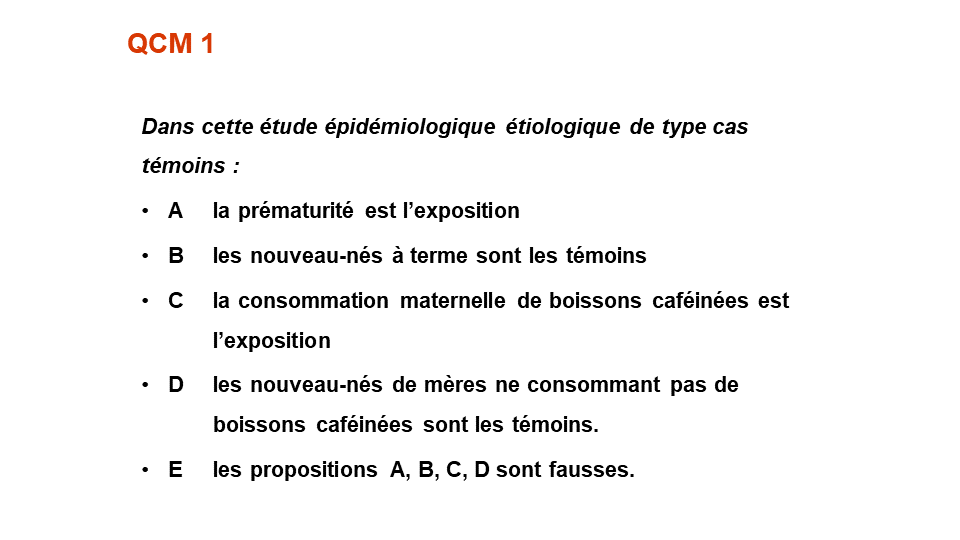 QCM 1
Dans cette étude épidémiologique étiologique de type cas
témoins :
• A la prématurité est l’exposition
• B les nouveau-nés à terme sont les témoins
• C la consommation maternelle de boissons caféinées est
l’exposition
• D les nouveau-nés de mères ne consommant pas de
boissons caféinées sont les témoins.
• E les propositions A, B, C, D sont fausses.